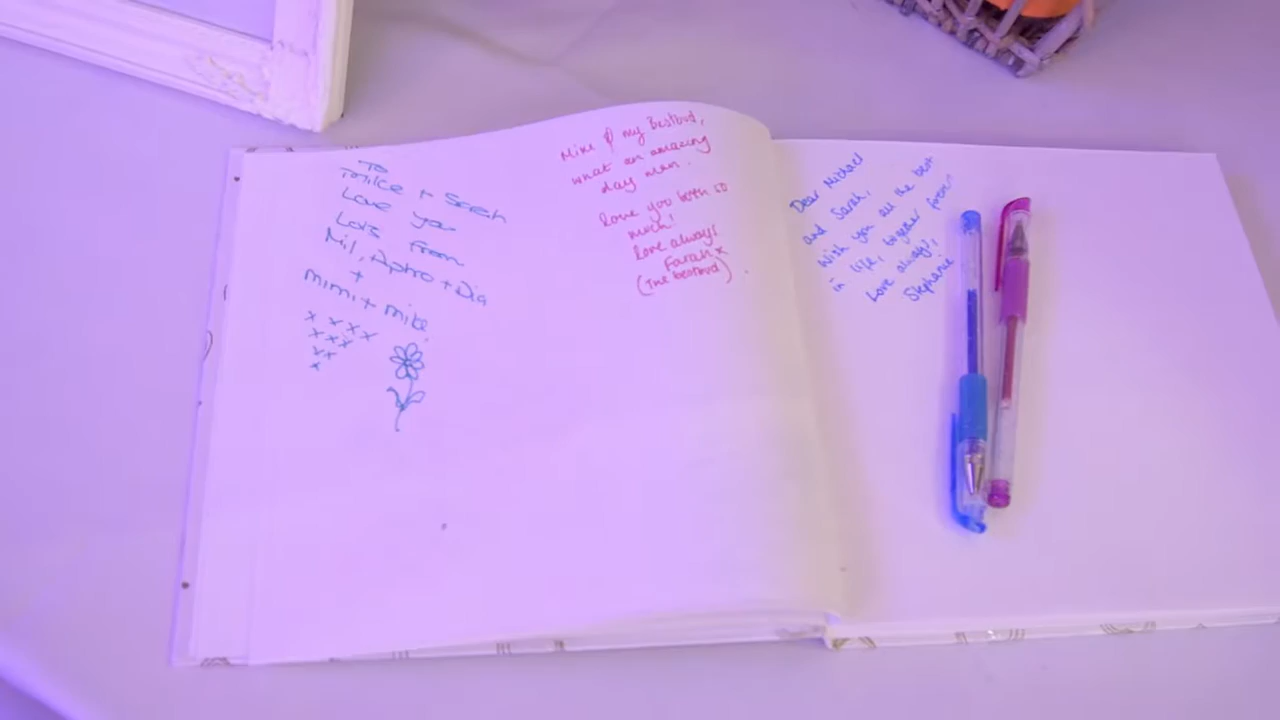 To
Mike + Sarah
Love you
Lots From
Mil, Aphro + Dia
+
mimi + mike
x x x x
x x x
x x
x
Mike my Bestbud,
what an amazing
day man.
Love you both so
much!
Love always
Farah x
(The bestbud)
Dear Michael
and Sarah,
Wish you all the best
in life, together forever!
Love always,
Stephanie